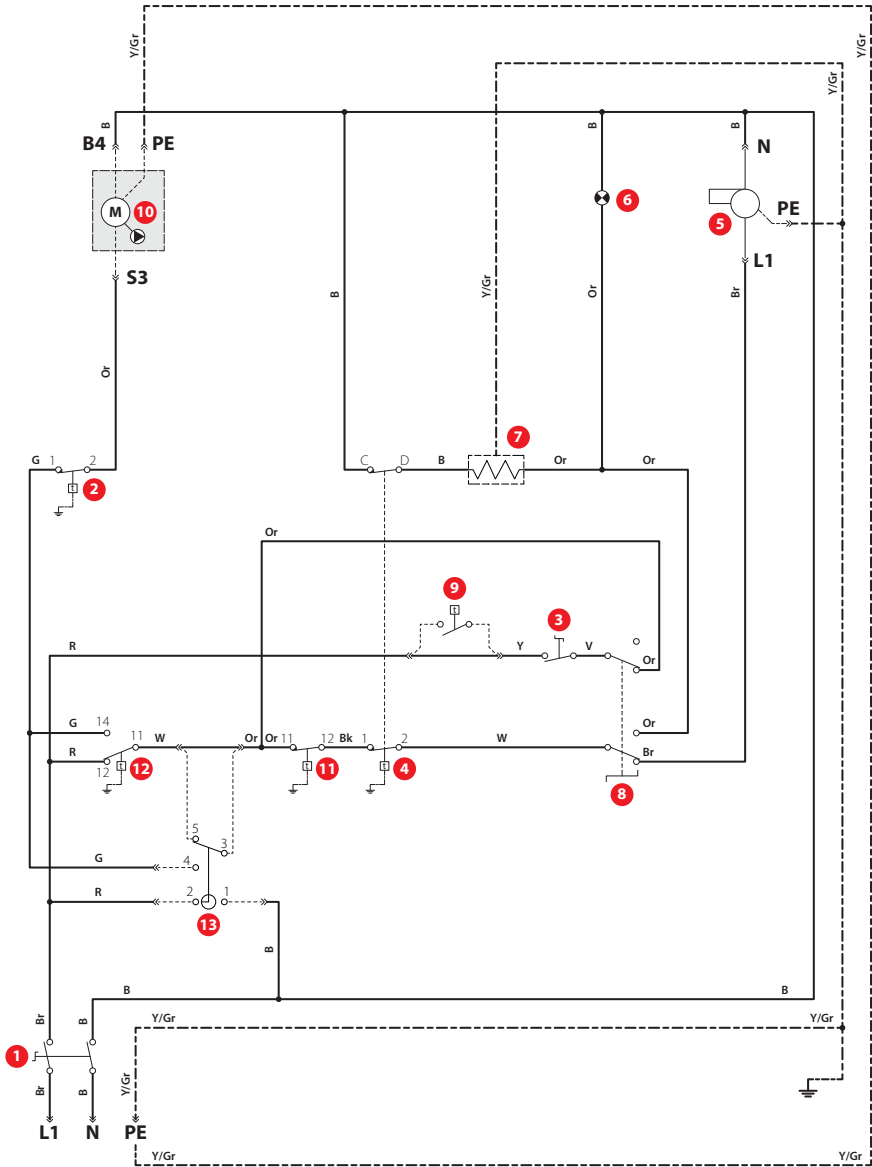 Y/Gr
Y/Gr
Y/Gr
B
B
B
B4
PE
N
M
10
6
5
PE
S3
L1
B
Y/Gr
Or
Br
Or
7
G
1
2
C
D
B
Or
Or
t
2
Or
9
t
3
R
Y
V
Or
G
14
Or
11
W
Or
Or
11
12
Bk
1
2
W
Br
R
12
t
12
t
11
t
4
8
5
3
G
4
R
2
1
13
B
B
B
Br
B
Y/Gr
Y/Gr
1
Br
B
Y/Gr
L1
N
PE
Y/Gr
Y/Gr